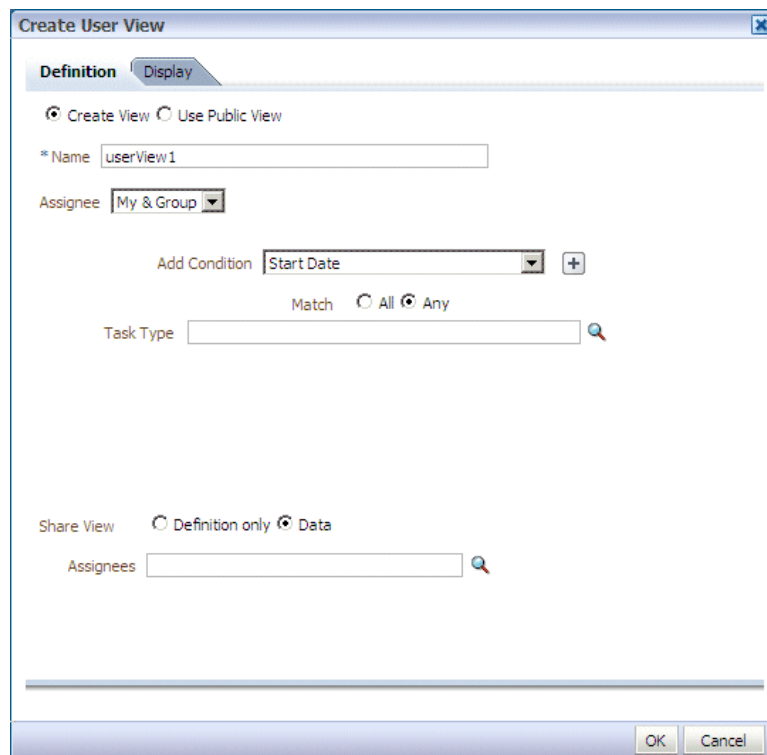 Create User View
Definition Display
Create View Use Public View
* Name userView1
Assignee My & Group
Add Condition Start Date
Match All Any
Task Type
Share View Definition only Data
Assignees
OK Cancel